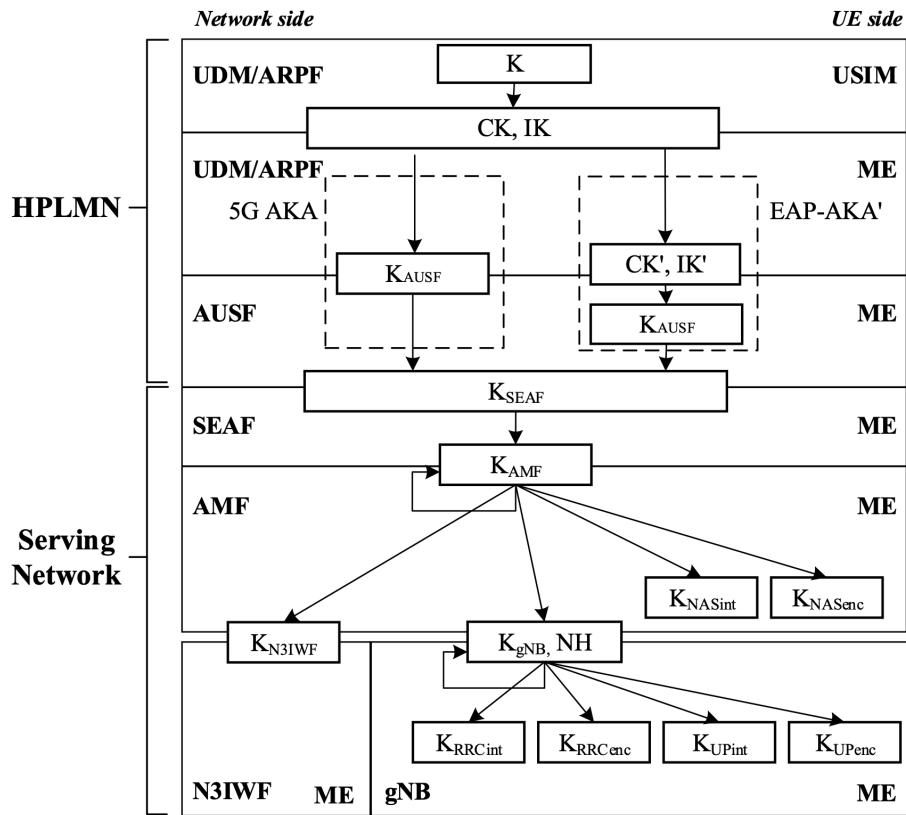 Network side UE side
K
UDM/ARPF USIM
CK, IK
UDM/ARPF ME
HPLMN
5G AKA EAP-AKA'
CK', IK'
KAUSF
AUSF ME
KAUSF
KSEAF
SEAF ME
KAMF
AMF ME
Serving
Network
KNASint KNASenc
KN3IWF KgNB, NH
KRRCint KRRCenc KUPint KUPenc
N3IWF ME gNB ME